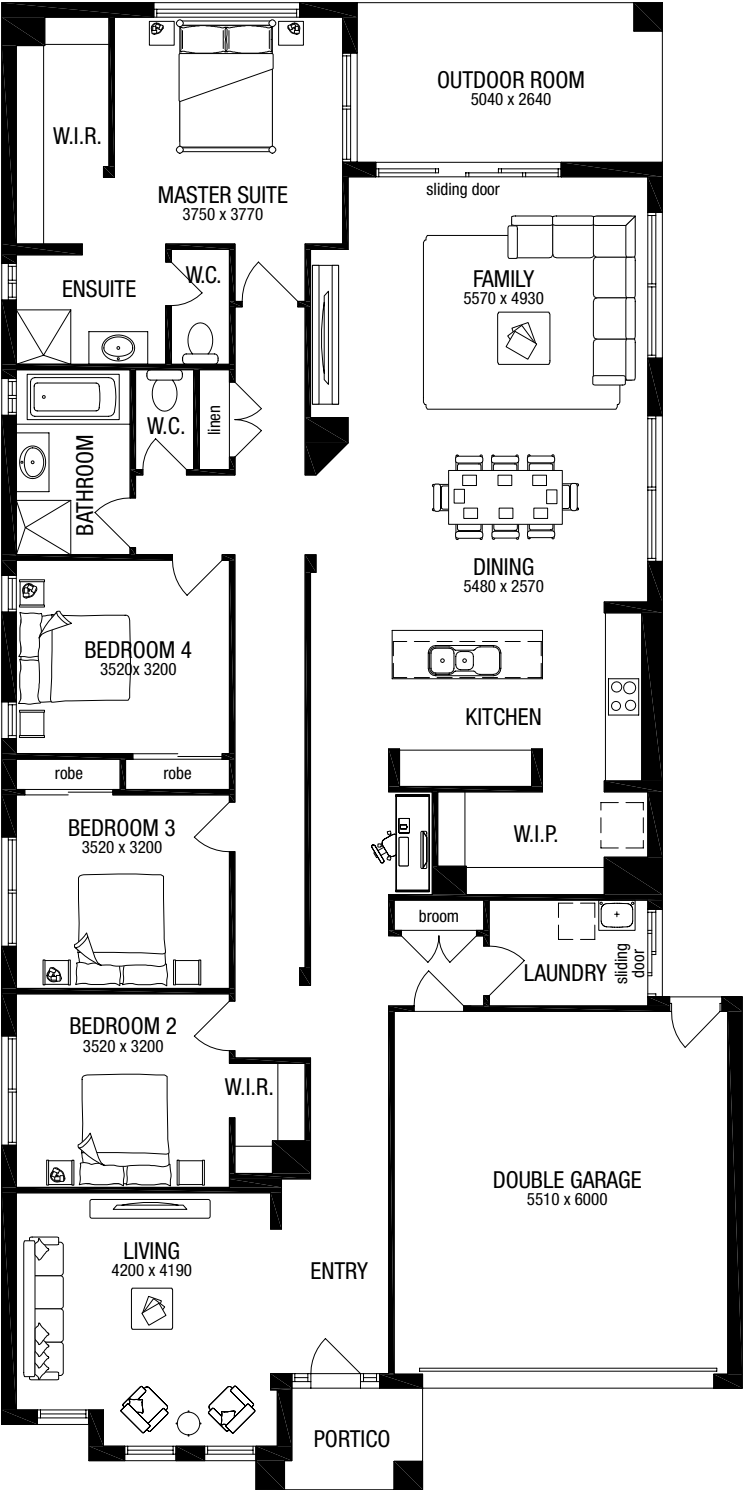 OUTDOOR ROOM
5040 x 2640
W.I.R.
MASTER SUITE
3750 x 3770
sliding door
ENSUITE
W.C.
FAMILY
5570 x 4930
linen
W.C.
BATHROOM
DINING
5480 x 2570
BEDROOM 4
3520x 3200
KITCHEN
robe
robe
BEDROOM 3
3520 x 3200
W.I.P.
broom
LAUNDRY
sliding
door
BEDROOM 2
3520 x 3200
W.I.R.
DOUBLE GARAGE
5510 x 6000
LIVING
4200 x 4190
ENTRY
PORTICO